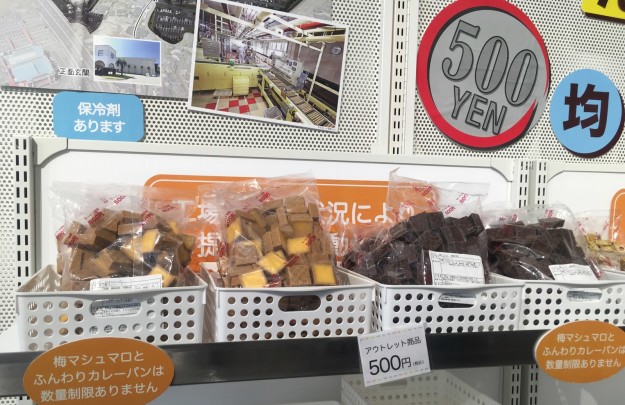 正面玄関
保冷剤
あります
500
YEN
均
場
況により
アウトレット商品
500円(税込)
梅マシュマロと
ふんわりカレーパンは
数量制限ありません
梅マシュマロと
ふんわりカレーパンは
数量制限ありません